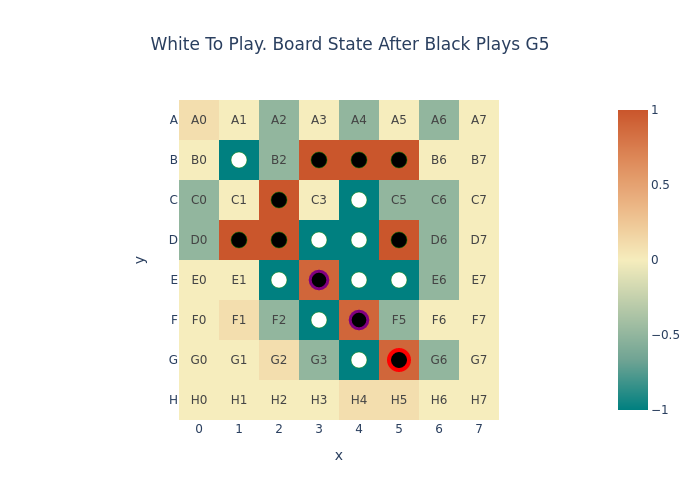 White To Play. Board State After Black Plays G5
A A0 A1 A2 A3 A4 A5 A6 A7
B B0 B2 B6 B7
C C0 C1 C3 C5 C6 C7
D D0 D6 D7
E E0 E1 E6 E7
F F0 F1 F2 F5 F6 F7
G G0 G1 G2 G3 G6 G7
H H0 H1 H2 H3 H4 H5 H6 H7
0 1 2 3 4 5 6 7
x
y
1
0.5
0
−0.5
−1